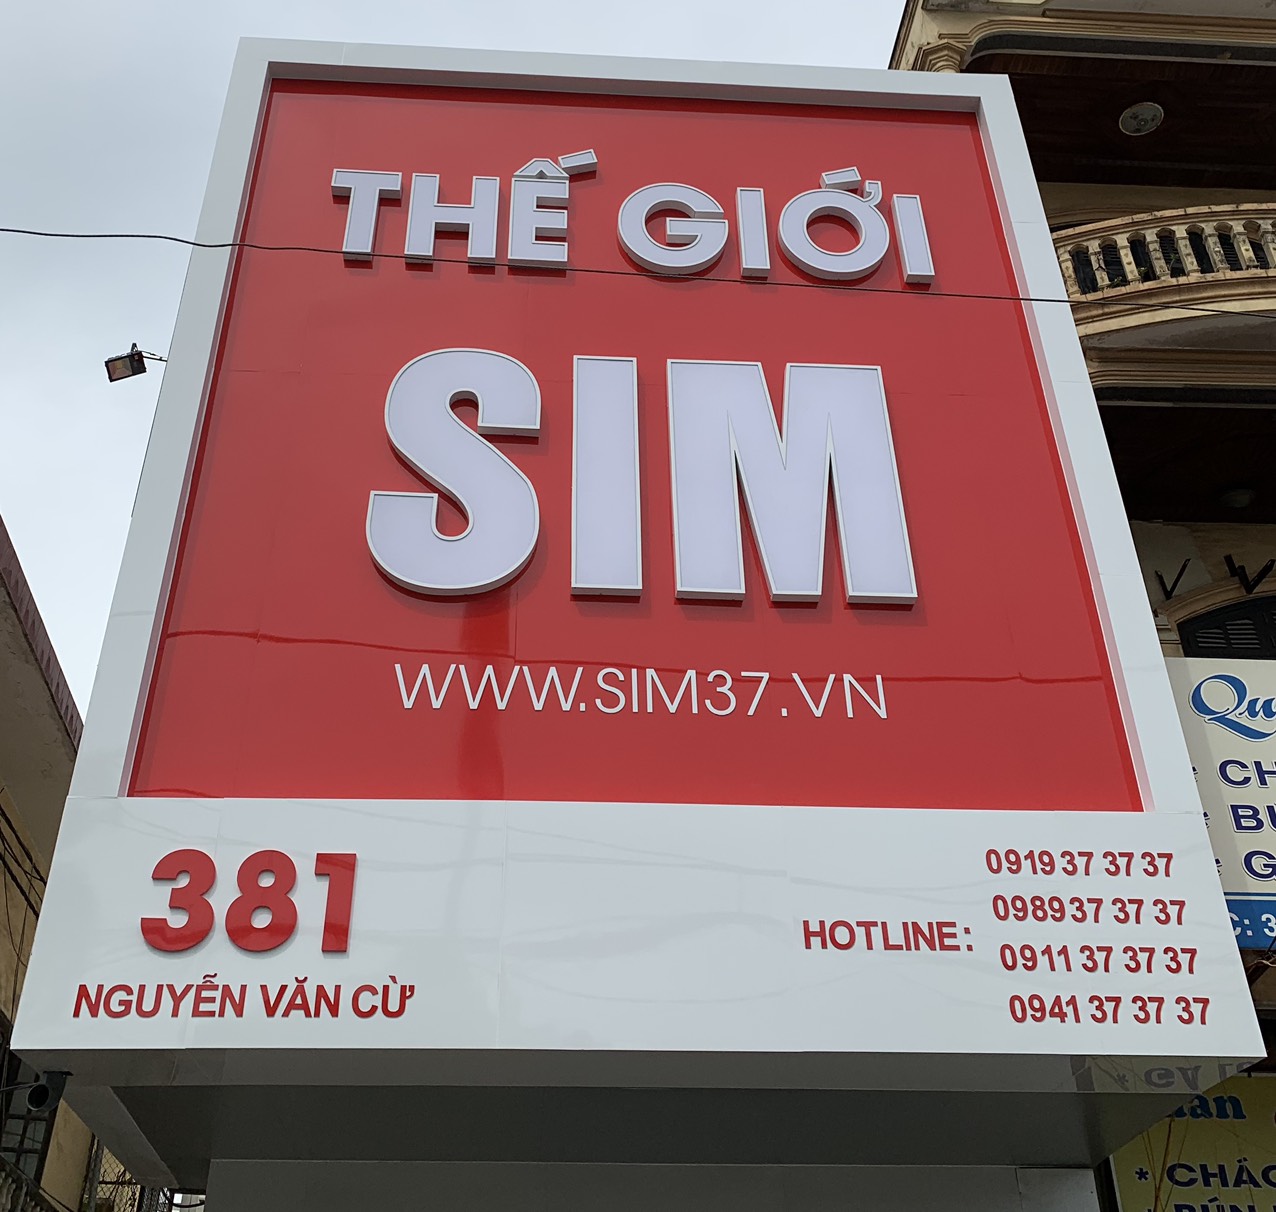 THẾ GIỚI
SIM
WWW.SIM37.VN
381
NGUYỄN VĂN CỪ
HOTLINE:
0919 37 37 37
0989 37 37 37
0911 37 37 37
0941 37 37 37